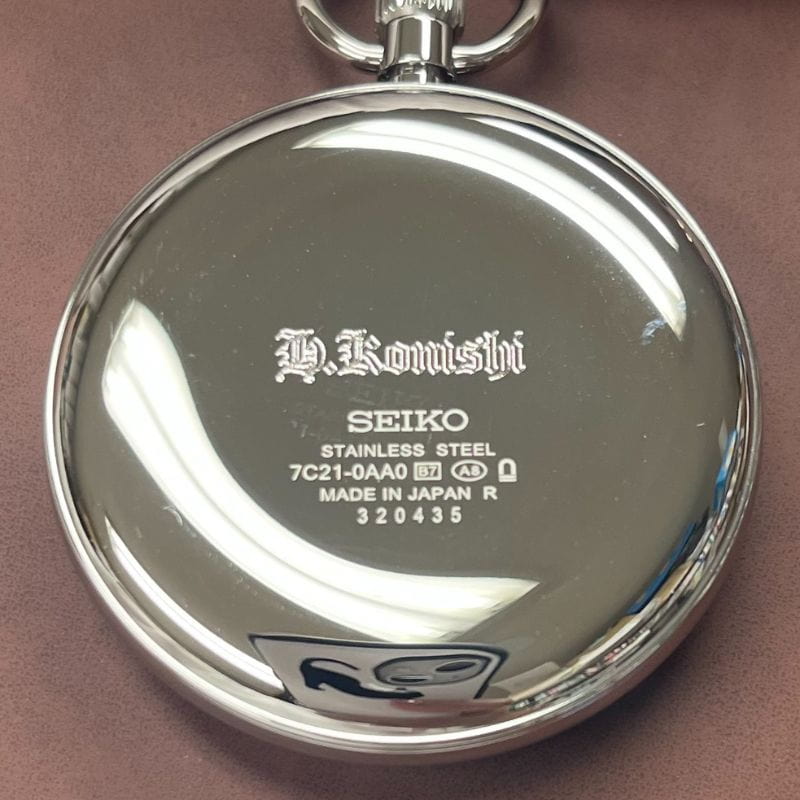 H.Konishi
SEIKO
STAINLESS STEEL
7C21-0AA0 B7 A8
MADE IN JAPAN R
320435